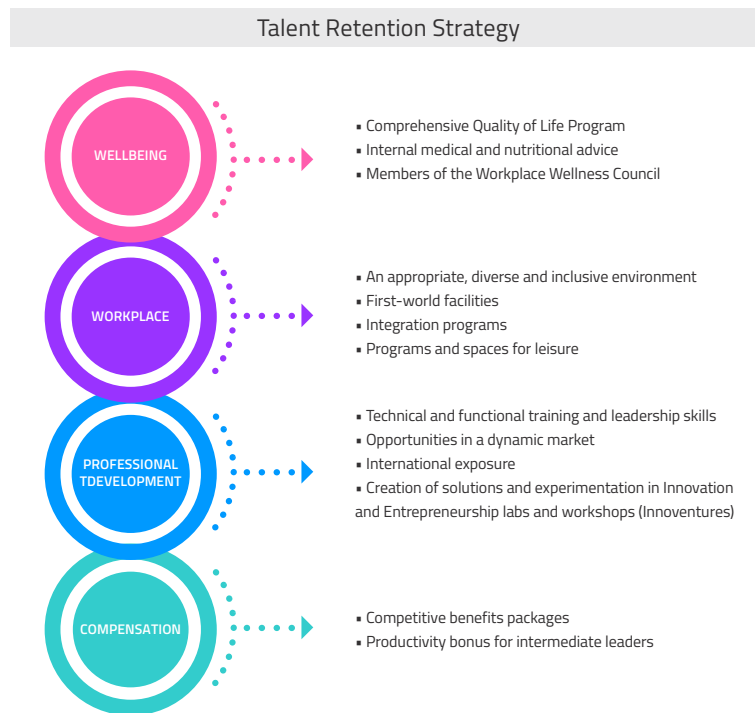 Talent Retention Strategy
WELLBEING
▪ Comprehensive Quality of Life Program
▪ Internal medical and nutritional advice
▪ Members of the Workplace Wellness Council
WORKPLACE
▪ An appropriate, diverse and inclusive environment
▪ First-world facilities
▪ Integration programs
▪ Programs and spaces for leisure
PROFESSIONAL
TDEVELOPMENT
▪ Technical and functional training and leadership skills
▪ Opportunities in a dynamic market
▪ International exposure
▪ Creation of solutions and experimentation in Innovation
and Entrepreneurship labs and workshops (Innoventures)
COMPENSATION
▪ Competitive benefits packages
▪ Productivity bonus for intermediate leaders